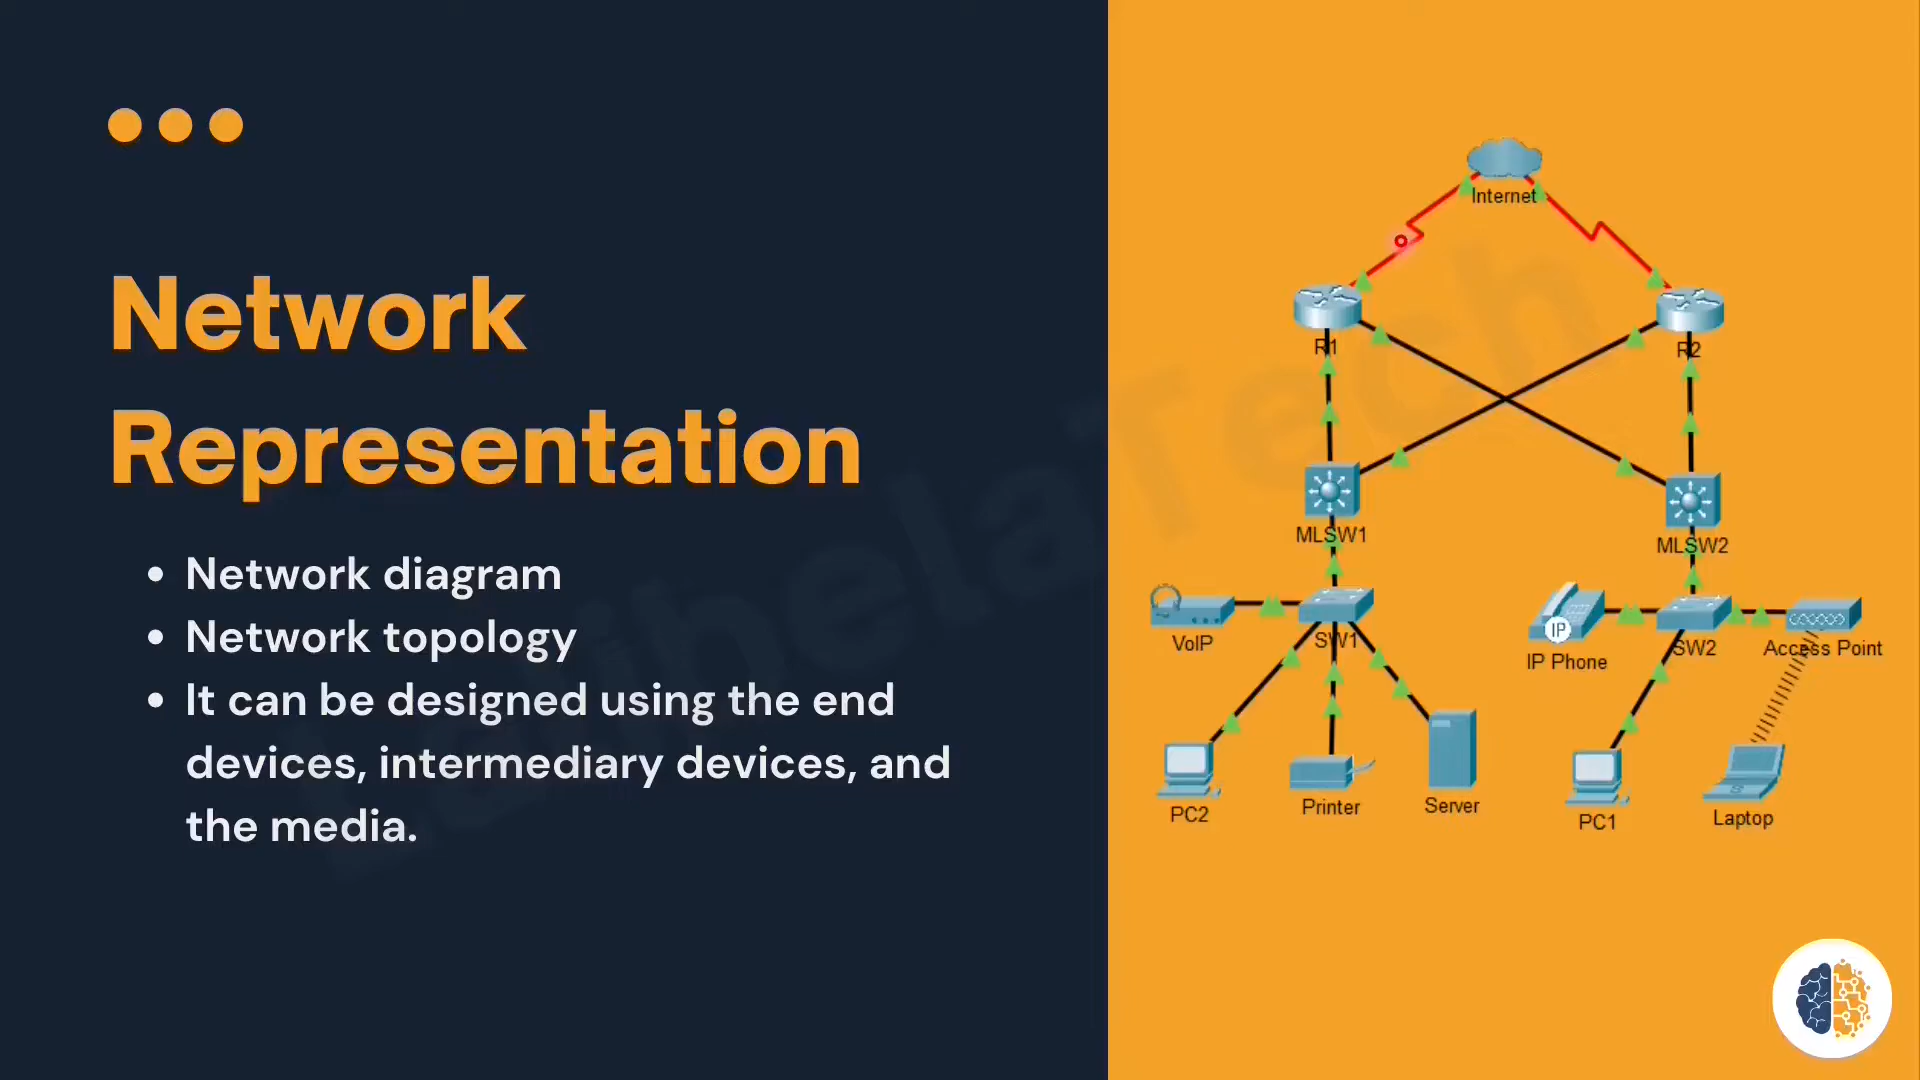 Network
Representation
• Network diagram
• Network topology
• It can be designed using the end
devices, intermediary devices, and
the media.
Internet
R1
R2
MLSW1
MLSW2
VoIP
SW1
IP
IP Phone
SW2
Access Point
PC2
Printer
Server
PC1
Laptop
LalibelaTech